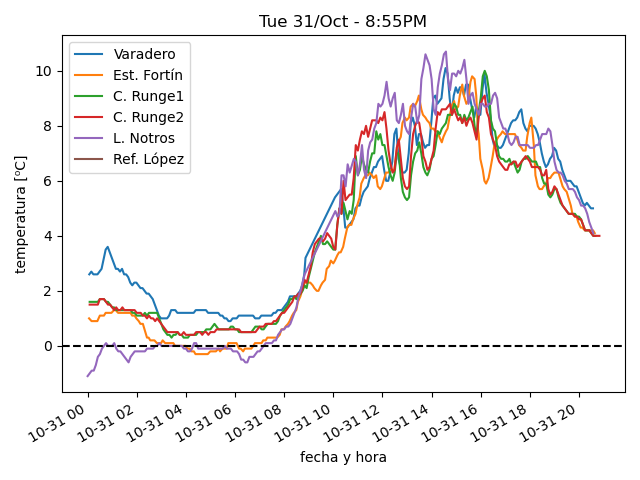 Tue 31/Oct - 8:55PM
Varadero
Est. Fortín
C. Runge1
C. Runge2
L. Notros
Ref. López
temperatura [°C]
10
8
6
4
2
0
10-31 00
10-31 02
10-31 04
10-31 06
10-31 08
10-31 10
10-31 12
10-31 14
10-31 16
10-31 18
10-31 20
fecha y hora